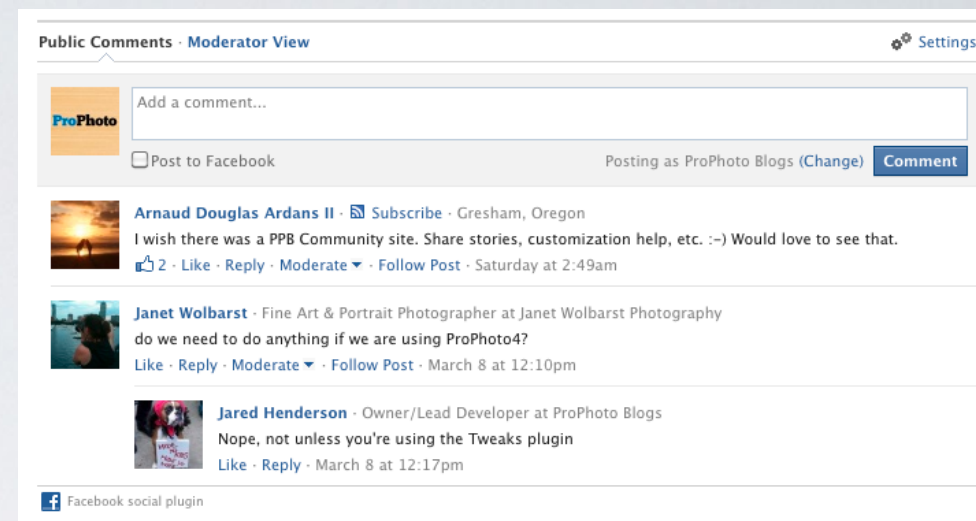 Public Comments · Moderator View
Settings
ProPhoto
Add a comment...
Post to Facebook
Posting as ProPhoto Blogs (Change)
Comment
Arnaud Douglas Ardans II · Subscribe · Gresham, Oregon
I wish there was a PPB Community site. Share stories, customization help, etc. :-) Would love to see that.
2 · Like · Reply · Moderate · Follow Post · Saturday at 2:49am
Janet Wolbarst · Fine Art & Portrait Photographer at Janet Wolbarst Photography
do we need to do anything if we are using ProPhoto4?
Like · Reply · Moderate · Follow Post · March 8 at 12:10pm
Jared Henderson · Owner/Lead Developer at ProPhoto Blogs
Nope, not unless you're using the Tweaks plugin
Like · Reply · March 8 at 12:17pm
Facebook social plugin